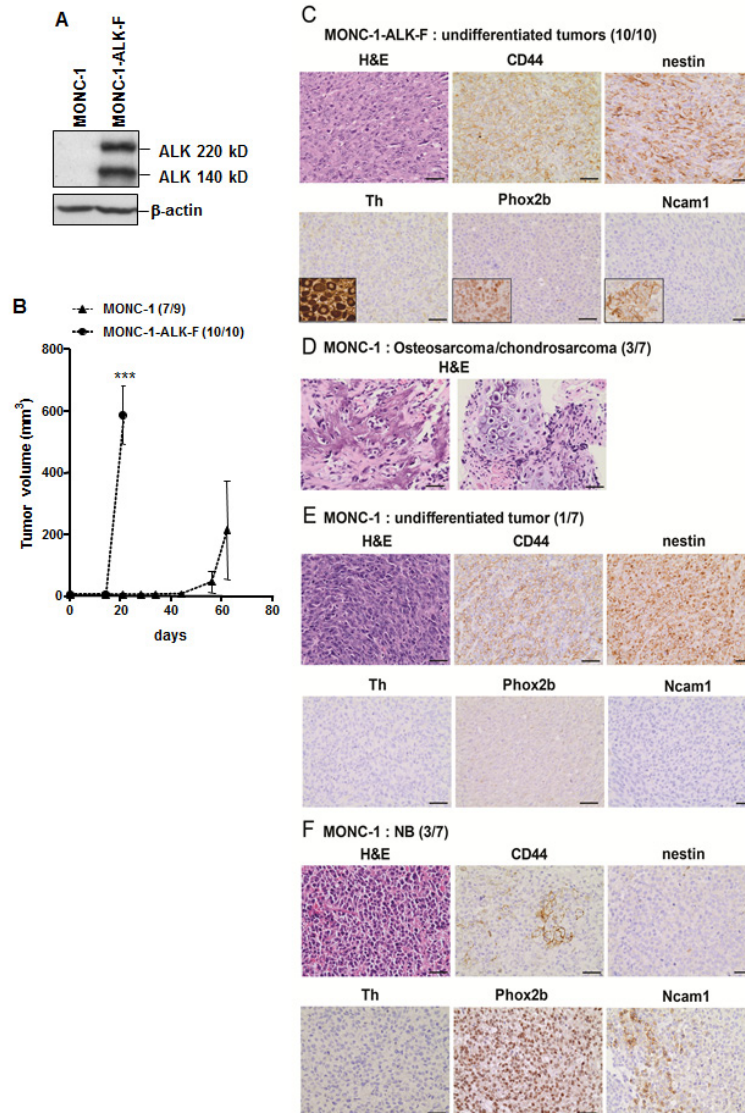 A
MONC-1
MONC-1-ALK-F
ALK 220 kD
ALK 140 kD
β-actin
B
MONC-1 (7/9)
MONC-1-ALK-F (10/10)
800
600
400
200
0
***
Tumor volume (mm3)
0 20 40 60 80
days
C
MONC-1-ALK-F : undifferentiated tumors (10/10)
H&E CD44 nestin
Th Phox2b Ncam1
D MONC-1 : Osteosarcoma/chondrosarcoma (3/7)
H&E
E MONC-1 : undifferentiated tumor (1/7)
H&E CD44 nestin
Th Phox2b Ncam1
F MONC-1 : NB (3/7)
H&E CD44 nestin
Th Phox2b Ncam1